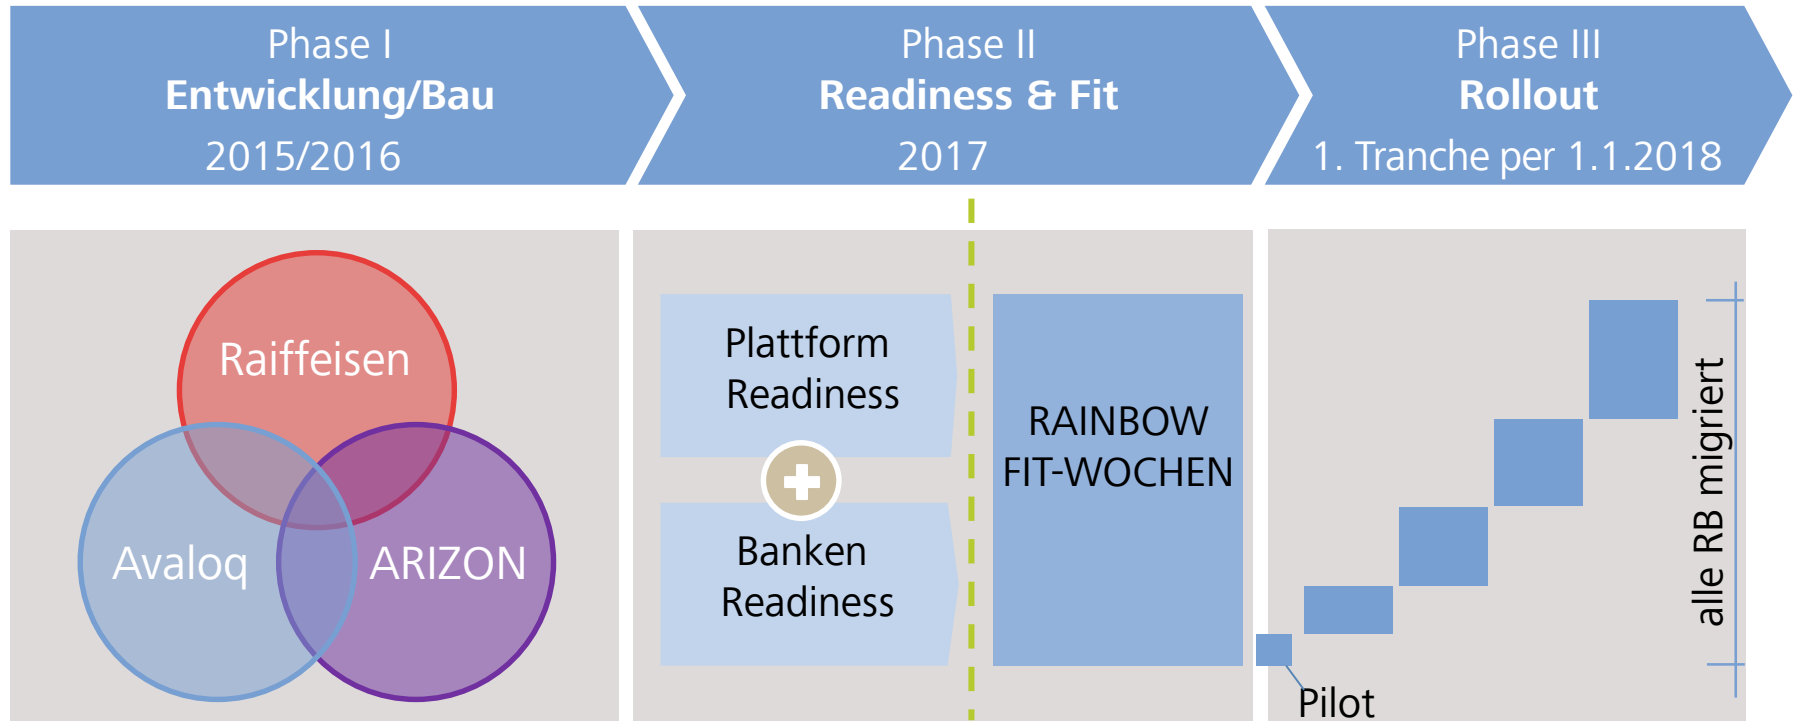 Phase I
Entwicklung/Bau
2015/2016
Phase II
Readiness & Fit
2017
Phase III
Rollout
1. Tranche per 1.1.2018
Raiffeisen
Avaloq
ARIZON
Plattform
Readiness
Banken
Readiness
RAINBOW
FIT-WOCHEN
Pilot
alle RB migriert